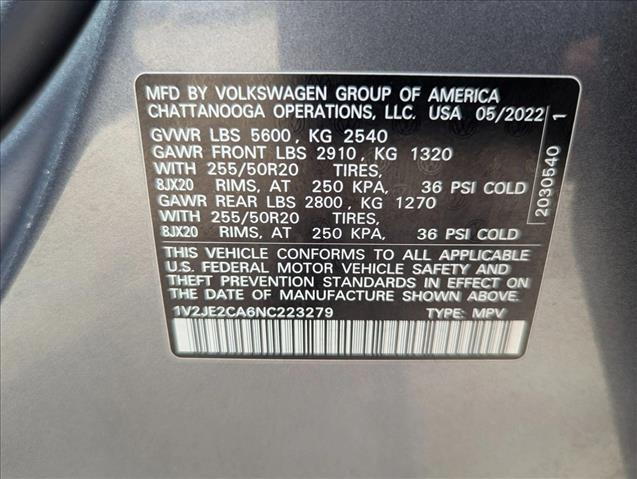 MFD BY VOLKSWAGEN GROUP OF AMERICA
CHATTANOOGA OPERATIONS, LLC. USA 05/2022
GVWR LBS 5600, KG 2540
GAWR FRONT LBS 2910, KG 1320
WITH 255/50R20 TIRES,
8JX20 RIMS, AT 250 KPA, 36 PSI COLD
GAWR REAR LBS 2800, KG 1270
WITH 255/50R20 TIRES,
8JX20 RIMS, AT 250 KPA, 36 PSI COLD
THIS VEHICLE CONFORMS TO ALL APPLICABLE
U.S. FEDERAL MOTOR VEHICLE SAFETY AND
THEFT PREVENTION STANDARDS IN EFFECT ON
THE DATE OF MANUFACTURE SHOWN ABOVE.
1V2JE2CA6NC223279 TYPE: MPV
2030540 1